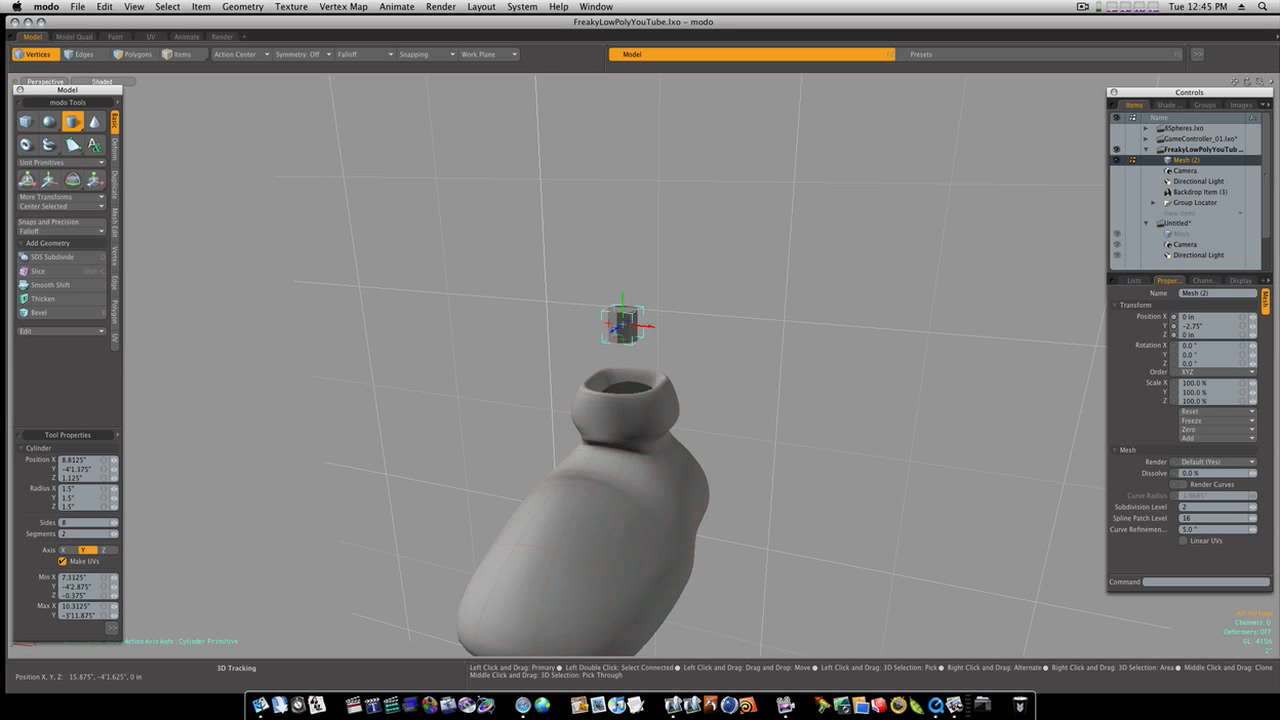 modo File Edit View Select Item Geometry Texture Vertex Map Animate Render Layout System Help Tue 12:45 PM
FreakyLowPolyYouTube.lxo – modo
Model Model Quad Paint UV Animate Render +
Vertices Edges Polygons Items Action Center Symmetry: Off Falloff Snapping Work Plane Model Presets >>
Perspective Shaded
Model
modo Tools
Basic
Deform
Duplicate
Mesh Edit
Vertex
Edge
Polygon
UV
Unit Primitives
More Transforms
Center Selected
Snaps and Precision
Falloff
Add Geometry
SDS Subdivide D
Slice Shift-C
Smooth Shift
Thicken
Bevel
Edit
Tool Properties
Cylinder
Position X 8.8125"
Y -4'1.375"
Z 1.125"
Radius X 1.5"
Y 1.5"
Z 1.5"
Sides 8
Segments 2
Axis X Y Z
Make UVs
Min X 7.3125"
Y -4'2.875"
Z -0.375"
Max X 10.3125"
Y -3'11.875"
>>
Action Axis Auto Cylinder Primitive
Controls
Items Shade ... Groups Images
Name
8Spheres.lxo
GameController_01.lxo*
FreakyLowPolyYouTub ...
Mesh (2)
Camera
Directional Light
Backdrop Item (3)
Group Locator
(new item)
Untitled*
Mesh
Camera
Directional Light
Lists Proper... Chann... Display
Mesh
Name Mesh (2)
Transform
Position X 0 in
Y -2.75"
Z 0 in
Rotation X 0.0 °
Y 0.0 °
Z 0.0 °
Order XYZ
Scale X 100.0 %
Y 100.0 %
Z 100.0 %
Reset
Freeze
Zero
Add
Mesh
Render Default (Yes)
Dissolve 0.0 %
Render Curves
Curve Radius
Subdivision Level 2
Spline Patch Level 16
Curve Refinemen... 5.0 °
Linear UVs
Command
All Vertices
Channels: 0
Deformers: OFF
GL: 4156
2"
3D Tracking
Position X, Y, Z: 15.875", -4'1.625", 0 in
Left Click and Drag: Primary Left Double Click: Select Connected Left Click and Drag: Drag and Drop: Move Left Click and Drag: 3D Selection: Pick Right Click and Drag: Alternate Right Click and Drag: 3D Selection: Area Middle Click and Drag: Clone
Middle Click and Drag: 3D Selection: Pick Through